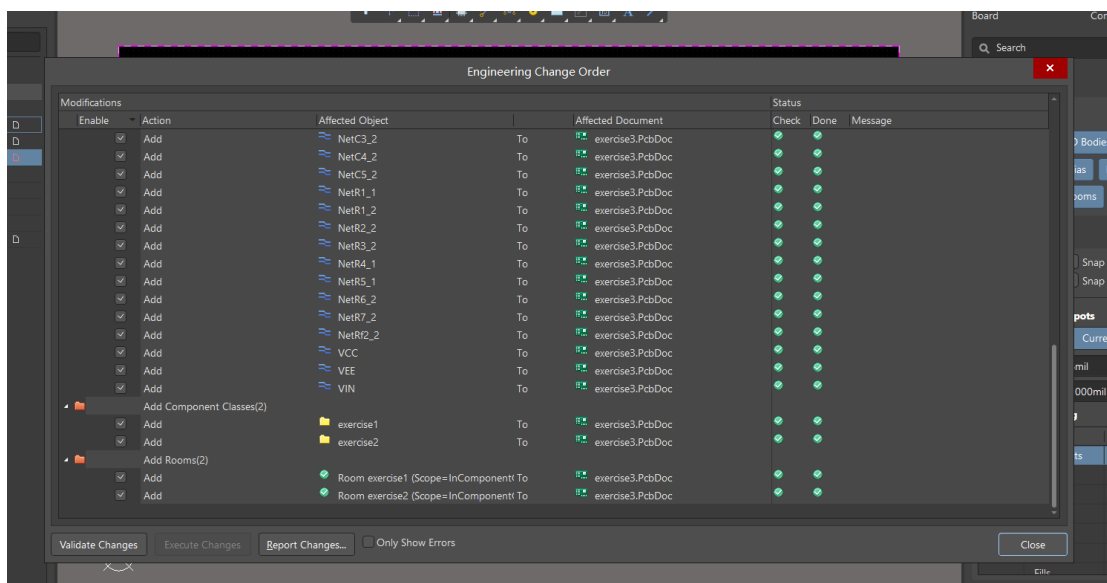 Board
Search
Engineering Change Order
Modifications Status
Enable Action Affected Object Affected Document Check Done Message
Add NetC3_2 To exercise3.PcbDoc
Add NetC4_2 To exercise3.PcbDoc
Add NetC5_2 To exercise3.PcbDoc
Add NetR1_1 To exercise3.PcbDoc
Add NetR1_2 To exercise3.PcbDoc
Add NetR2_2 To exercise3.PcbDoc
Add NetR3_2 To exercise3.PcbDoc
Add NetR4_1 To exercise3.PcbDoc
Add NetR5_1 To exercise3.PcbDoc
Add NetR6_2 To exercise3.PcbDoc
Add NetR7_2 To exercise3.PcbDoc
Add NetRf2_2 To exercise3.PcbDoc
Add VCC To exercise3.PcbDoc
Add VEE To exercise3.PcbDoc
Add VIN To exercise3.PcbDoc
Add Component Classes(2)
Add exercise1 To exercise3.PcbDoc
Add exercise2 To exercise3.PcbDoc
Add Rooms(2)
Add Room exercise1 (Scope=InComponent( To exercise3.PcbDoc
Add Room exercise2 (Scope=InComponent( To exercise3.PcbDoc
Validate Changes Execute Changes Report Changes... Only Show Errors Close
Snap
Snap
000mil